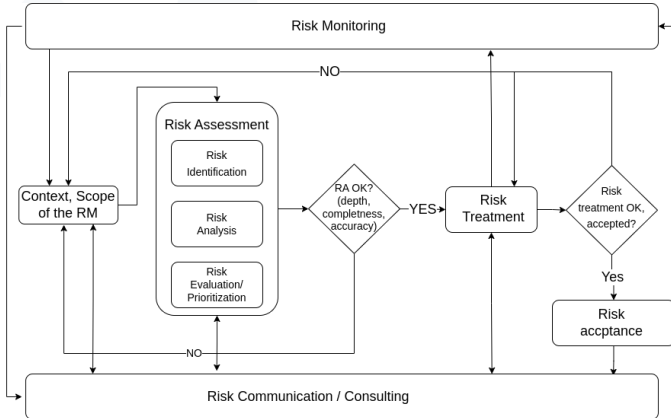 Risk Monitoring
NO
Risk Assessment
Risk
Identification
Risk
Analysis
Risk
Evaluation/
Prioritization
Context, Scope
of the RM
RA OK?
(depth,
completness,
accuracy)
YES
Risk
Treatment
Risk
treatment OK,
accepted?
Yes
Risk
accptance
NO
Risk Communication / Consulting